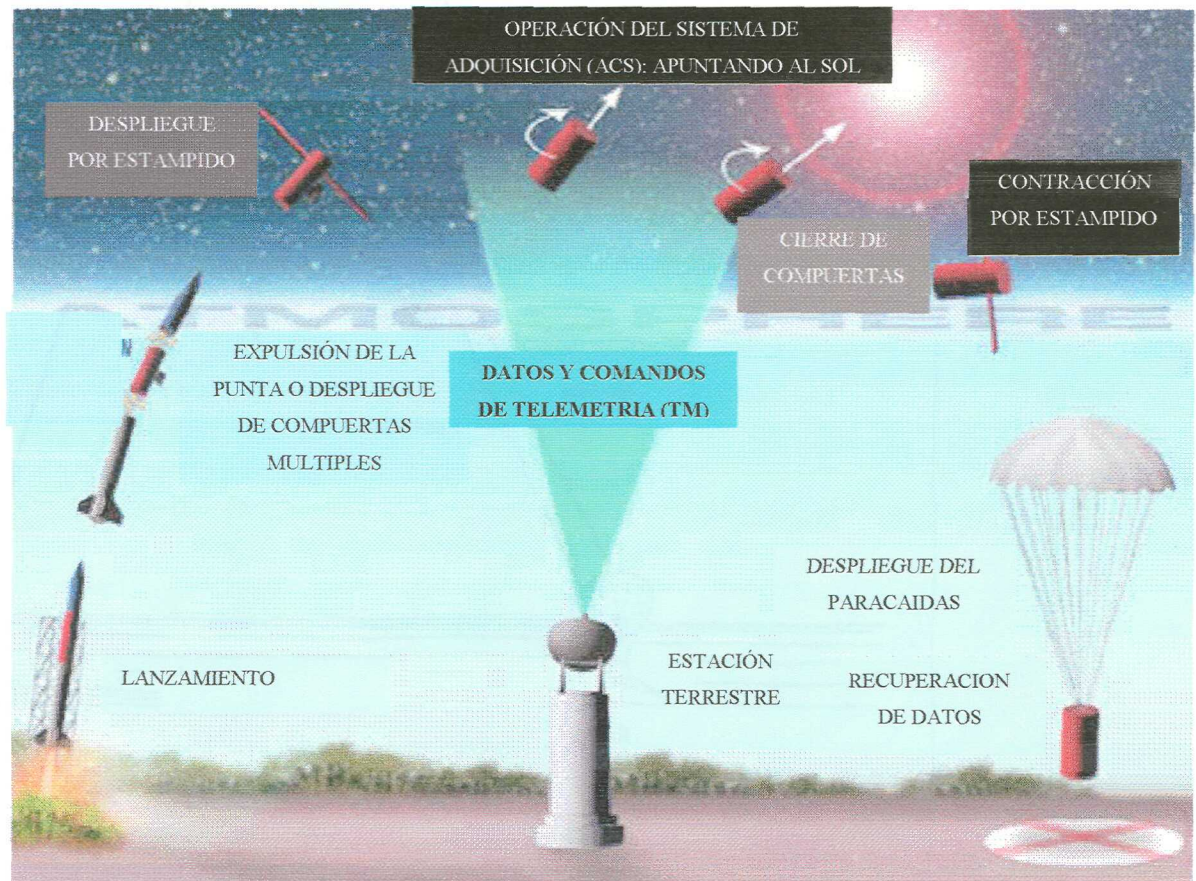 OPERACIÓN DEL SISTEMA DE
ADQUISICIÓN (ACS): APUNTANDO AL SOL
DESPLIEGUE
POR ESTAMPIDO
CONTRACCIÓN
POR ESTAMPIDO
CIERRE DE
COMPUERTAS
ATMOSPHERE
N
EXPULSIÓN DE LA
PUNTA O DESPLIEGUE
DE COMPUERTAS
MULTIPLES
DATOS Y COMANDOS
DE TELEMETRIA (TM)
DESPLIEGUE DEL
PARACAIDAS
LANZAMIENTO
ESTACIÓN
TERRESTRE
RECUPERACION
DE DATOS